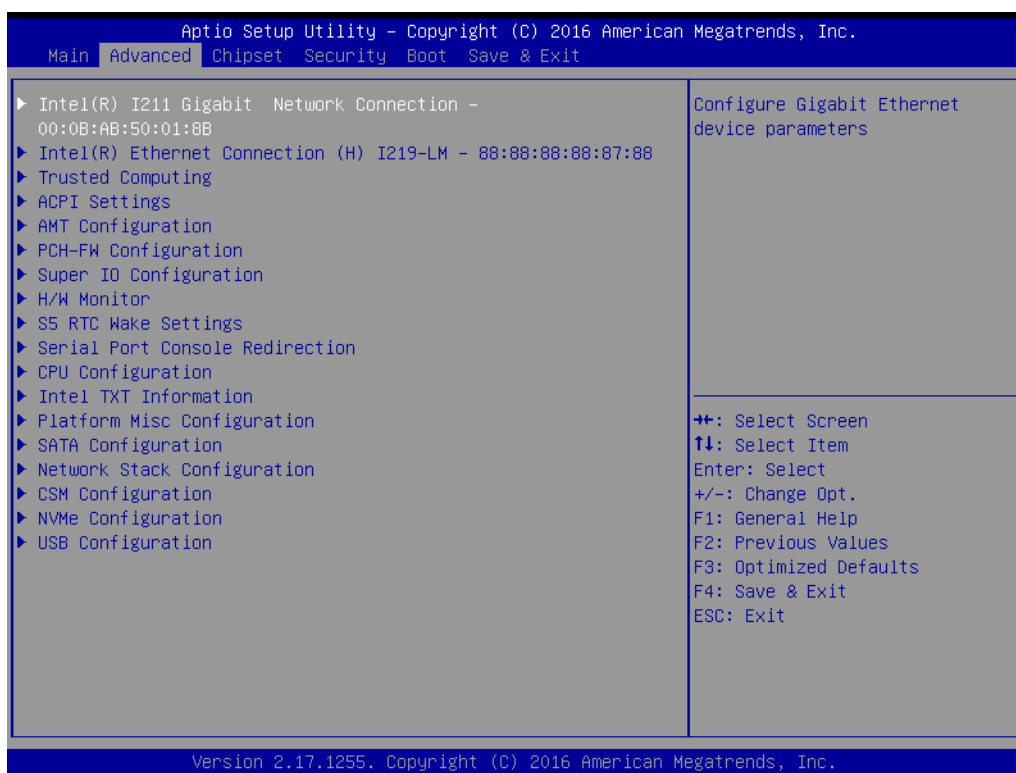 Aptio Setup Utility – Copyright (C) 2016 American Megatrends, Inc.
Main Advanced Chipset Security Boot Save & Exit
▶ Intel(R) I211 Gigabit  Network Connection –
00:0B:AB:50:01:8B
▶ Intel(R) Ethernet Connection (H) I219–LM – 88:88:88:88:87:88
▶ Trusted Computing
▶ ACPI Settings
▶ AMT Configuration
▶ PCH–FW Configuration
▶ Super IO Configuration
▶ H/W Monitor
▶ S5 RTC Wake Settings
▶ Serial Port Console Redirection
▶ CPU Configuration
▶ Intel TXT Information
▶ Platform Misc Configuration
▶ SATA Configuration
▶ Network Stack Configuration
▶ CSM Configuration
▶ NVMe Configuration
▶ USB Configuration
Configure Gigabit Ethernet
device parameters
→←: Select Screen
↑↓: Select Item
Enter: Select
+/–: Change Opt.
F1: General Help
F2: Previous Values
F3: Optimized Defaults
F4: Save & Exit
ESC: Exit
Version 2.17.1255. Copyright (C) 2016 American Megatrends, Inc.